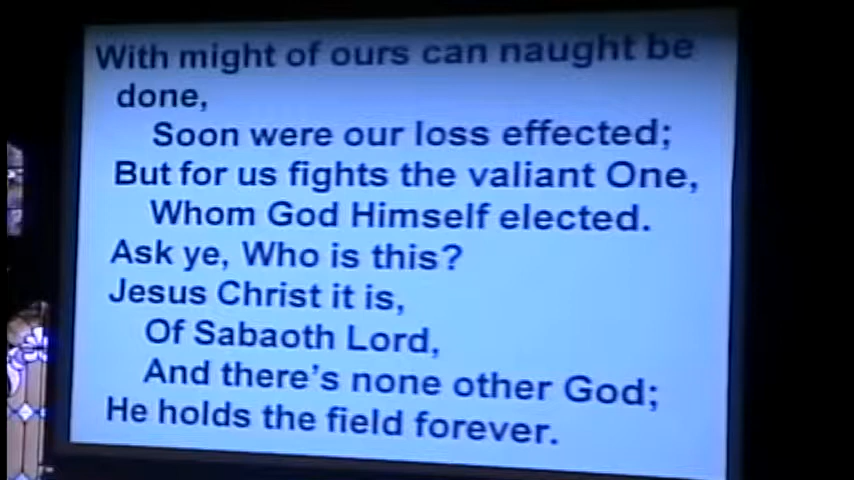 With might of ours can naught be
done,
Soon were our loss effected;
But for us fights the valiant One,
Whom God Himself elected.
Ask ye, Who is this?
Jesus Christ it is,
Of Sabaoth Lord,
And there's none other God;
He holds the field forever.